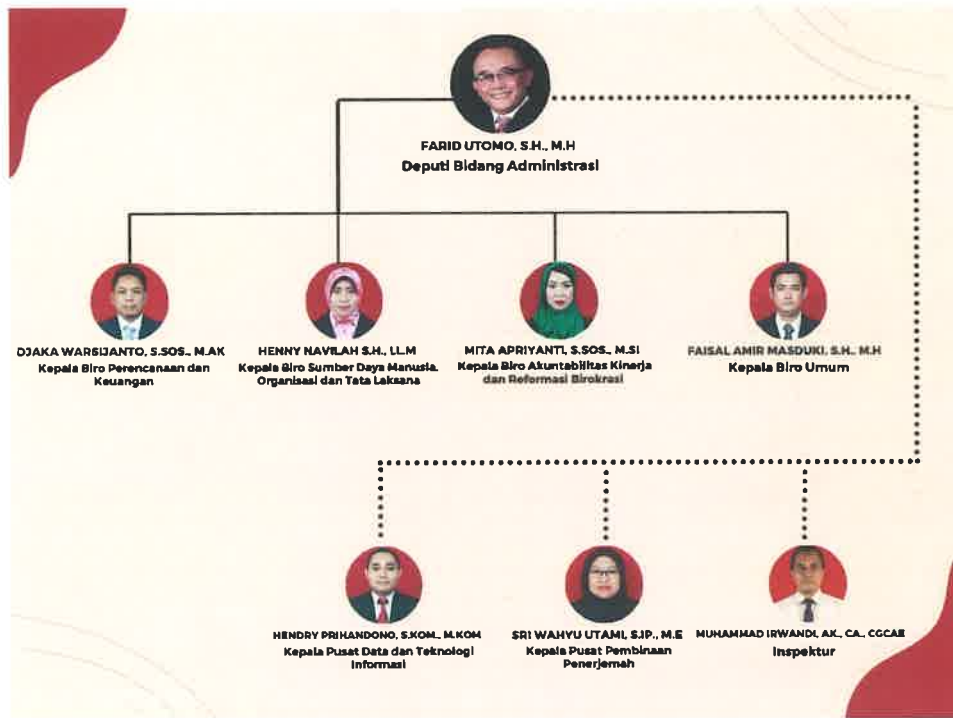 FARID UTOMO, S.H., M.H
Deputi Bidang Administrasi
DJAKA WARSIJANTO, S.SOS., M.AK
Kepala Biro Perencanaan dan
Keuangan
HENNY NAVILAH S.H., LL.M
Kepala Biro Sumber Daya Manusia,
Organisasi dan Tata Laksana
MITA APRIYANTI, S.SOS., M.SI
Kepala Biro Akuntabilitas Kinerja
dan Reformasi Birokrasi
FAISAL AMIR MASDUKI, S.H., M.H
Kepala Biro Umum
HENDRY PRIHANDONO, S.KOM., M.KOM
Kepala Pusat Data dan Teknologi
Informasi
SRI WAHYU UTAMI, S.IP., M.E
Kepala Pusat Pembinaan
Penerjemah
MUHAMMAD IRWANDI, AK., CA., CGCAE
Inspektur